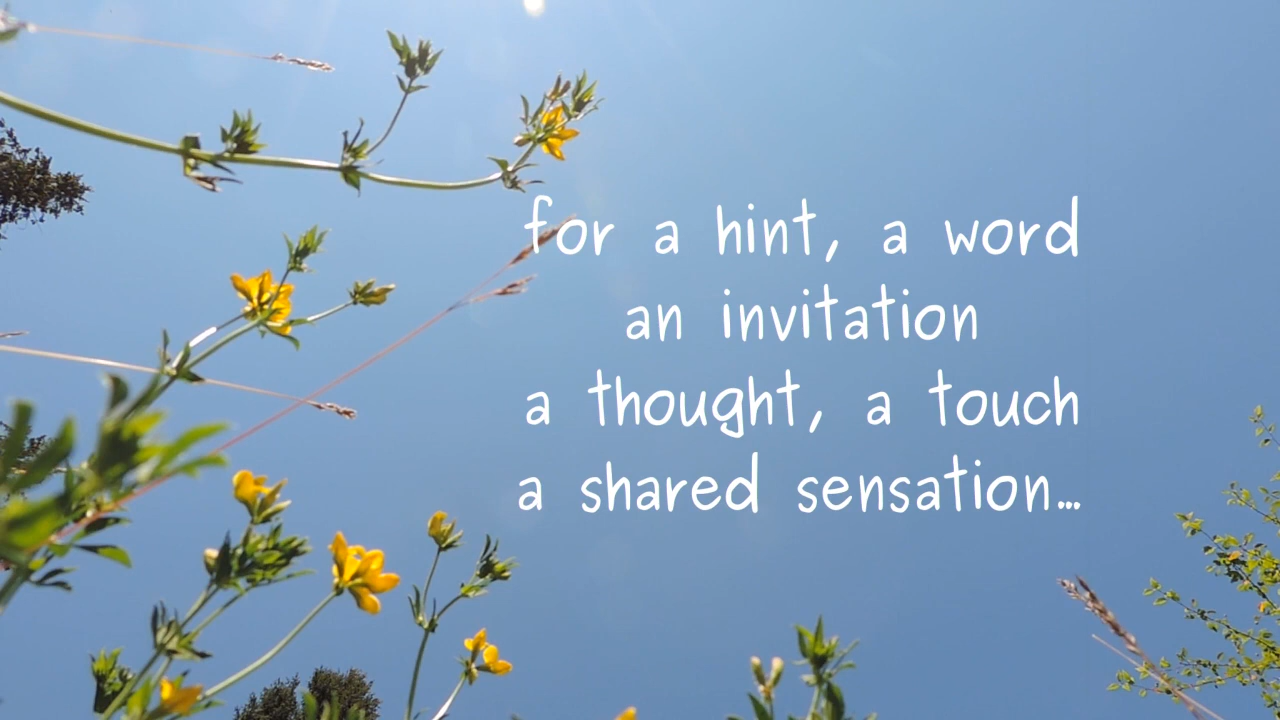 for a hint, a word
an invitation
a thought, a touch
a shared sensation...